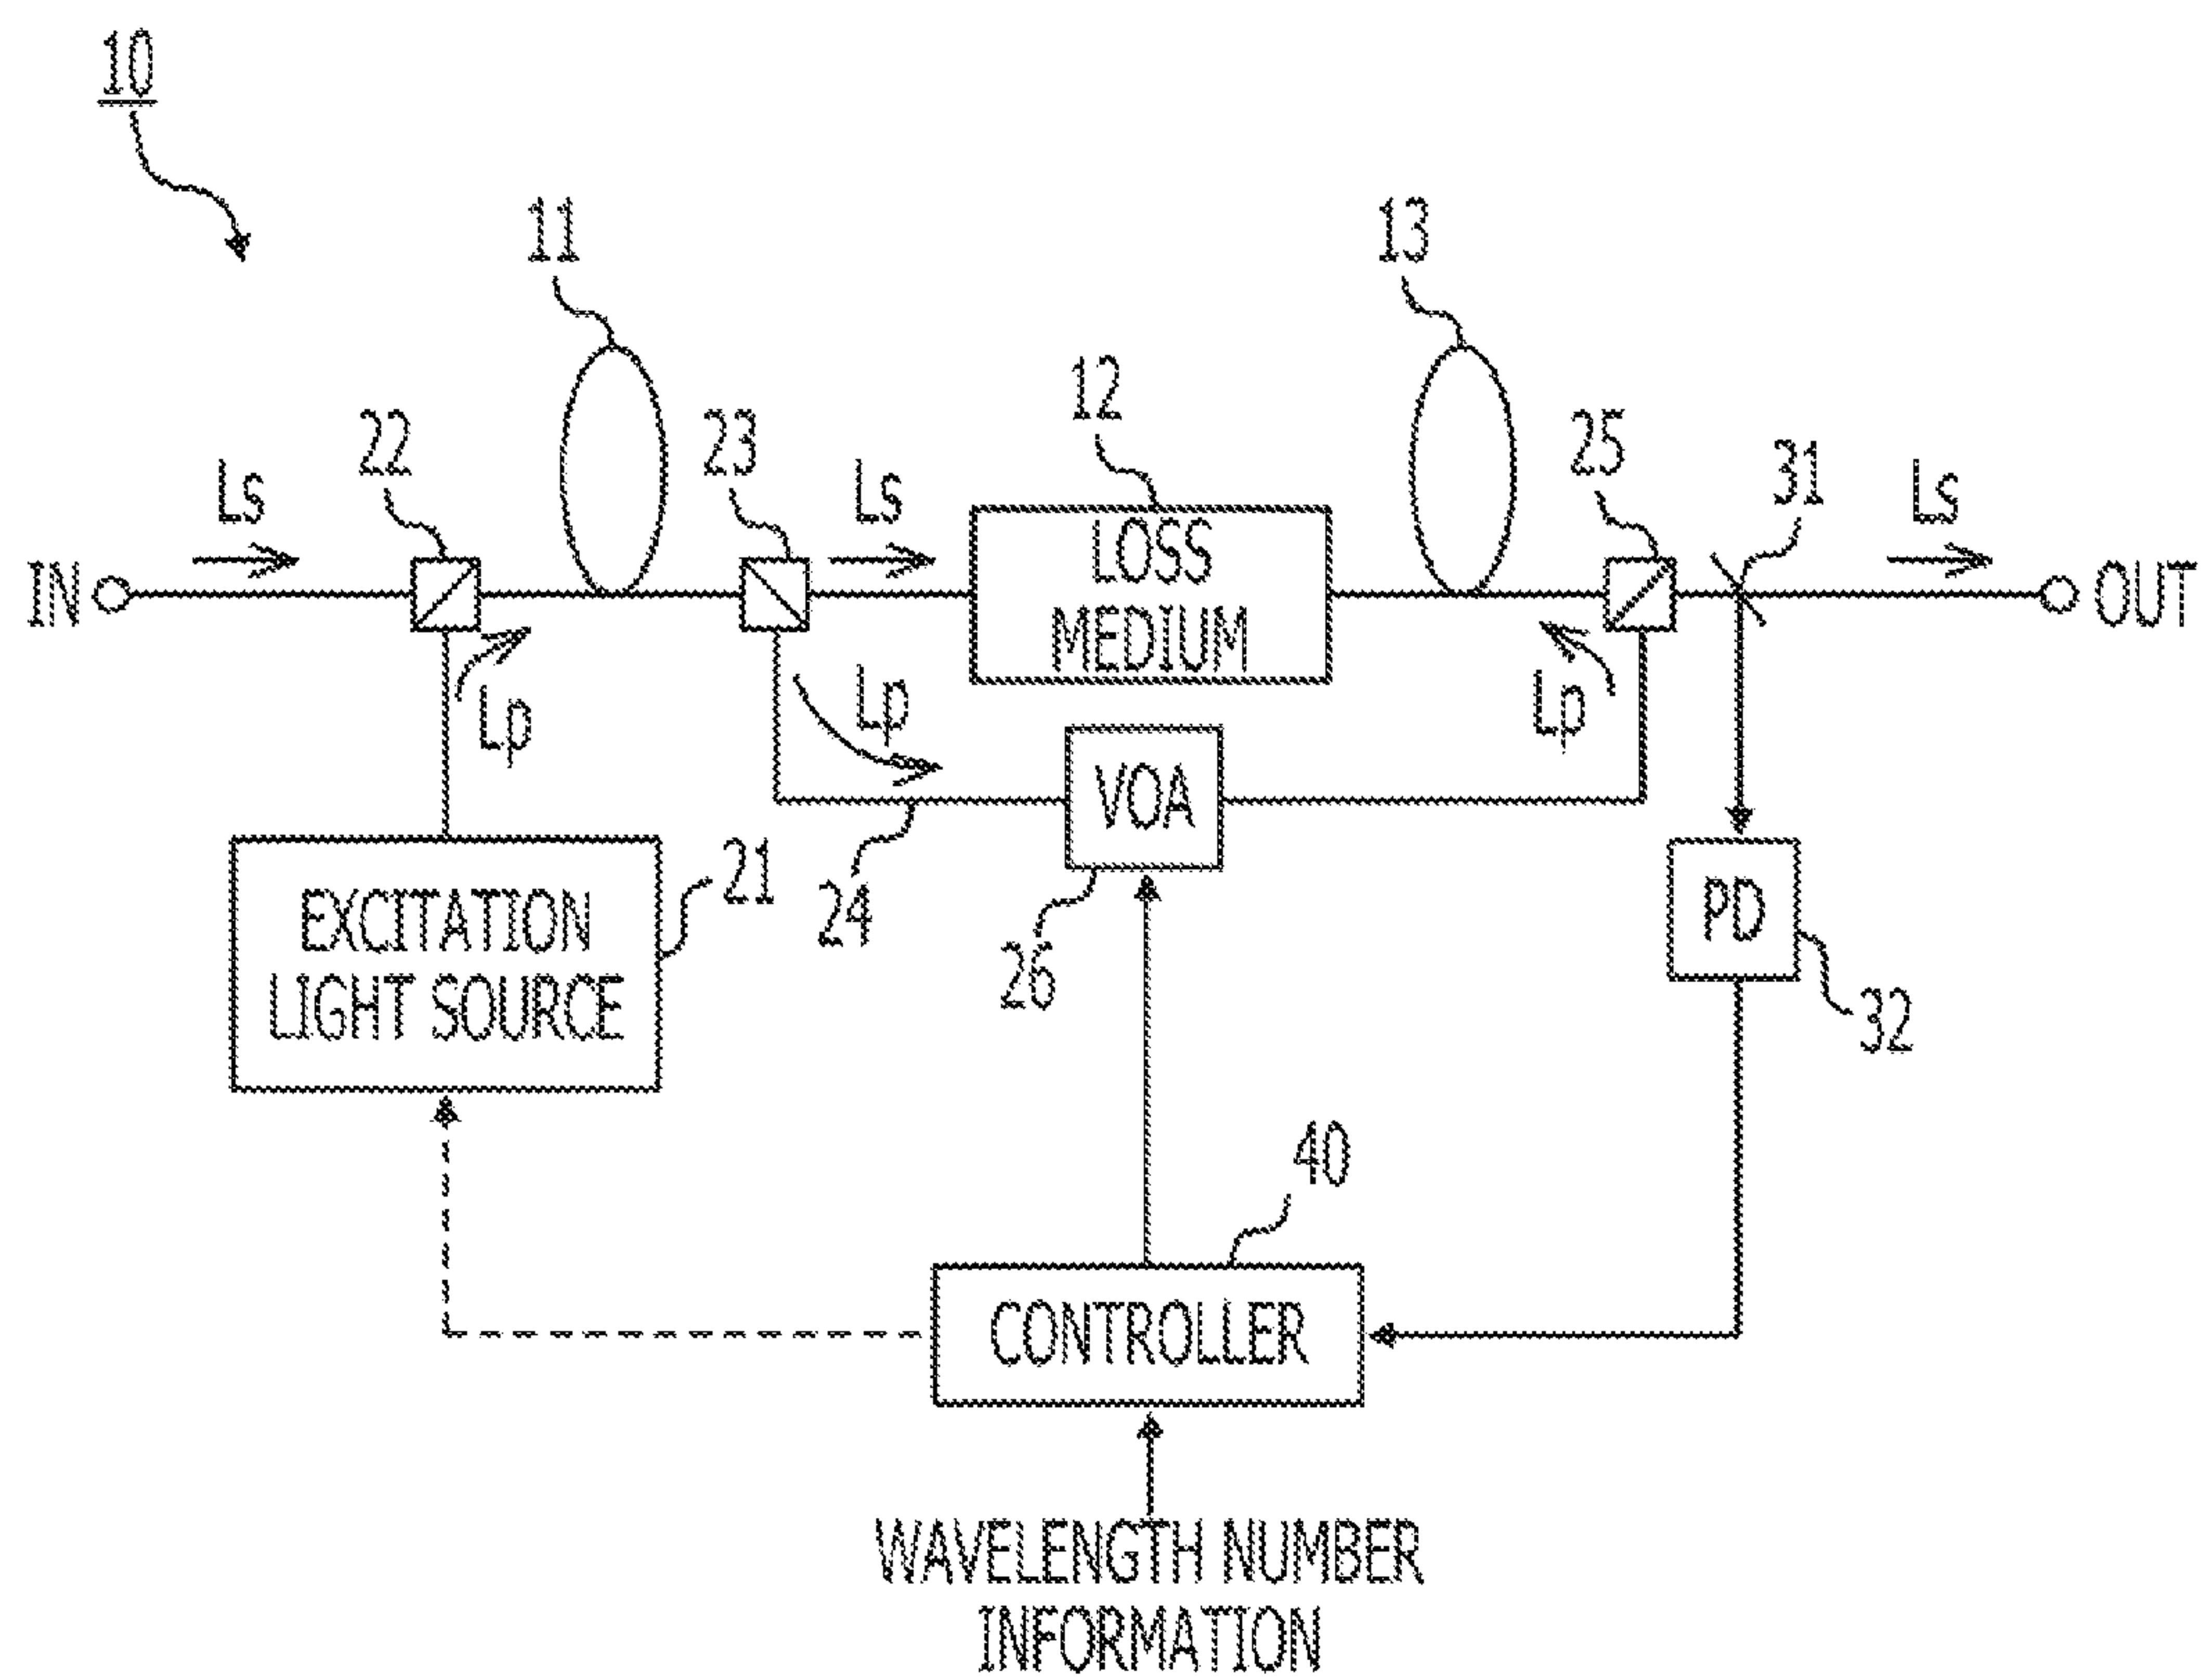 10
11
13
12
22
23
25
31
Ls
Ls
Ls
IN
LOSS
MEDIUM
OUT
Lp
Lp
Lp
VOA
EXCITATION
LIGHT SOURCE
21
24
26
PD
32
40
CONTROLLER
WAVELENGTH NUMBER
INFORMATION